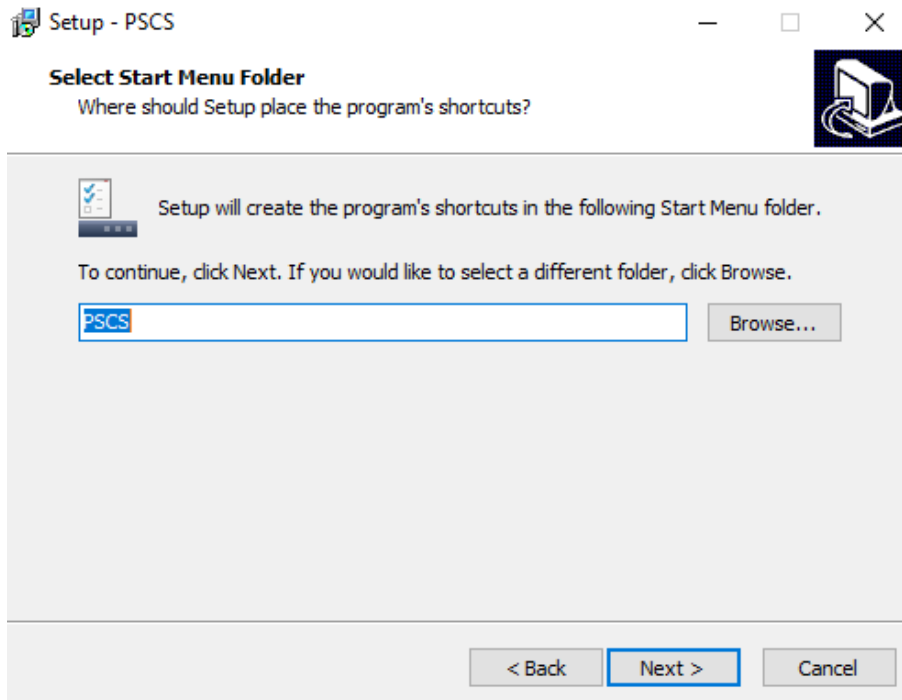 Setup - PSCS
Select Start Menu Folder
Where should Setup place the program's shortcuts?
Setup will create the program's shortcuts in the following Start Menu folder.
To continue, click Next. If you would like to select a different folder, click Browse.
PSCS
Browse...
< Back
Next >
Cancel